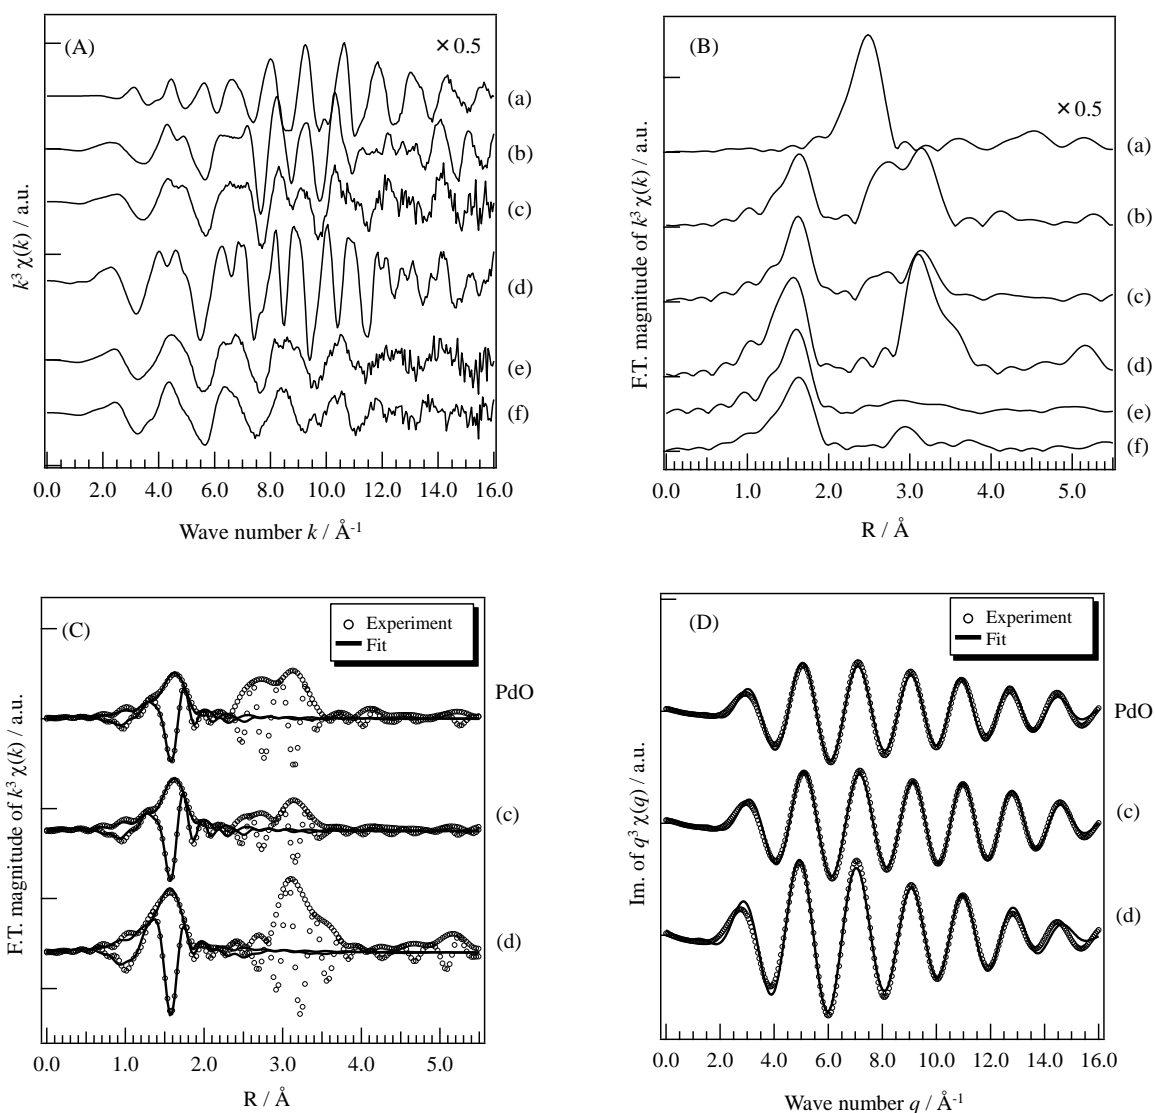 (A)
×0.5
(a)
(b)
(c)
(d)
(e)
(f)
k³ χ(k) / a.u.
0.0 2.0 4.0 6.0 8.0 10.0 12.0 14.0 16.0
Wave number k / Å⁻¹
(B)
×0.5
(a)
(b)
(c)
(d)
(e)
(f)
F.T. magnitude of k³ χ(k) / a.u.
0.0 1.0 2.0 3.0 4.0 5.0
R / Å
(C)
Experiment
Fit
PdO
(c)
(d)
F.T. magnitude of k³ χ(k) / a.u.
0.0 1.0 2.0 3.0 4.0 5.0
R / Å
(D)
Experiment
Fit
PdO
(c)
(d)
Im. of q³ χ(q) / a.u.
0.0 2.0 4.0 6.0 8.0 10.0 12.0 14.0 16.0
Wave number q / Å⁻¹